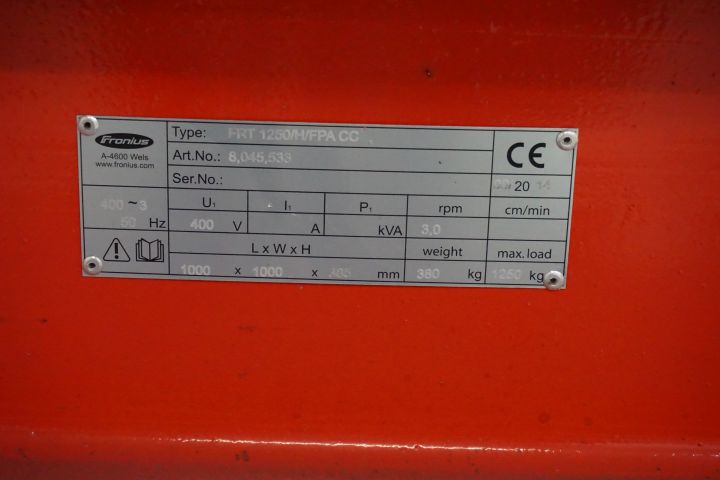 Fronius
A-4600 Wels
www.fronius.com
Type: FRT 1250/H/FPA CC
Art.No.: 8,045,533
Ser.No.:
CE
20 14
400 ~3
50 Hz
U₁ I₁ P₁ rpm cm/min
400 V A kVA 3,0
L x W x H weight max. load
1000 x 1000 x 385 mm 380 kg 1250 kg